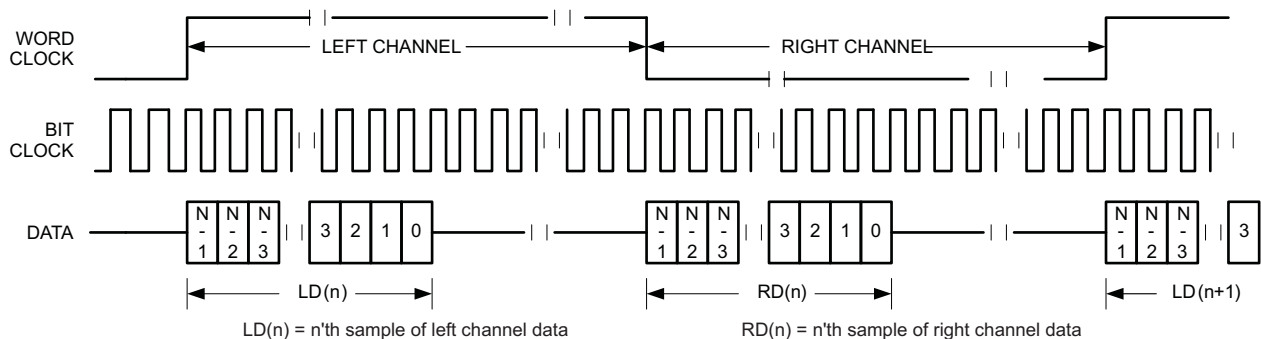 WORD
CLOCK
LEFT CHANNEL
RIGHT CHANNEL
BIT
CLOCK
DATA
N
-
1
N
-
2
N
-
3
3
2
1
0
N
-
1
N
-
2
N
-
3
3
2
1
0
N
-
1
N
-
2
N
-
3
3
LD(n)
RD(n)
LD(n+1)
LD(n) = n'th sample of left channel data
RD(n) = n'th sample of right channel data